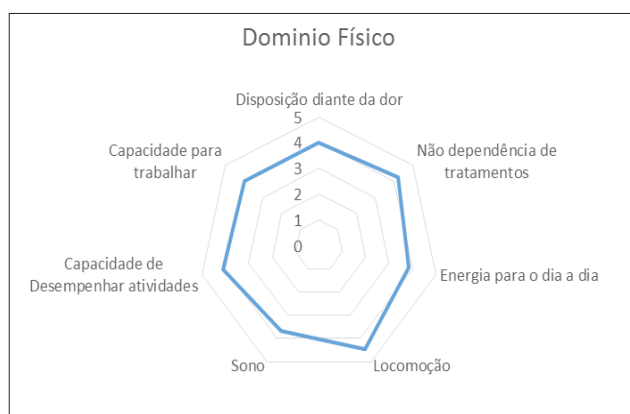 Dominio Físico
Disposição diante da dor
5
4
3
2
1
0
Não dependência de
tratamentos
Energia para o dia a dia
Locomoção
Sono
Capacidade de
Desempenhar atividades
Capacidade para
trabalhar